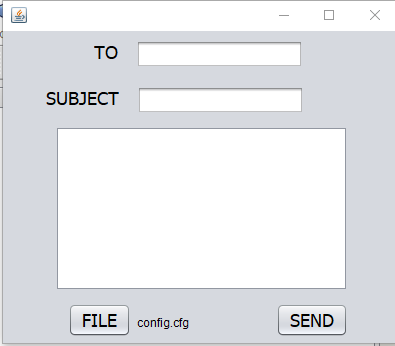 TO
SUBJECT
FILE config.cfg SEND